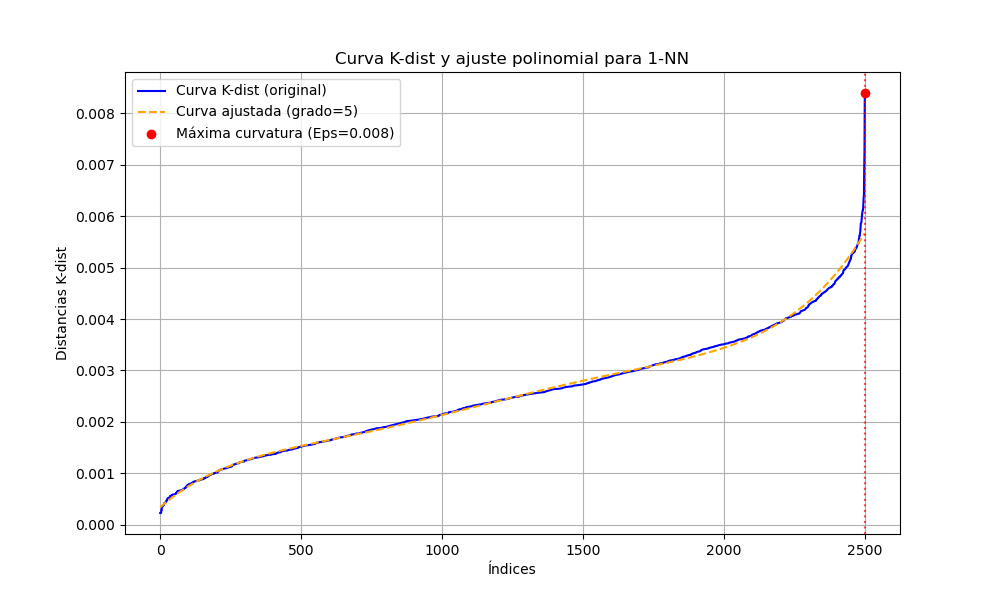 Curva K-dist y ajuste polinomial para 1-NN
Curva K-dist (original)
Curva ajustada (grado=5)
Máxima curvatura (Eps=0.008)
0.008
0.007
0.006
0.005
0.004
0.003
0.002
0.001
0.000
Distancias K-dist
0 500 1000 1500 2000 2500
Índices